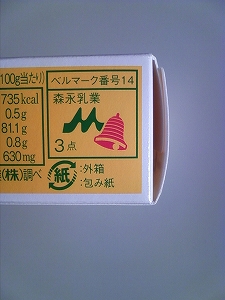 100g当たり)
735kcal
0.5g
81.1g
0.8g
630mg
(株)調べ
ベルマーク番号14
森永乳業
3点
紙
:外箱
:包み紙